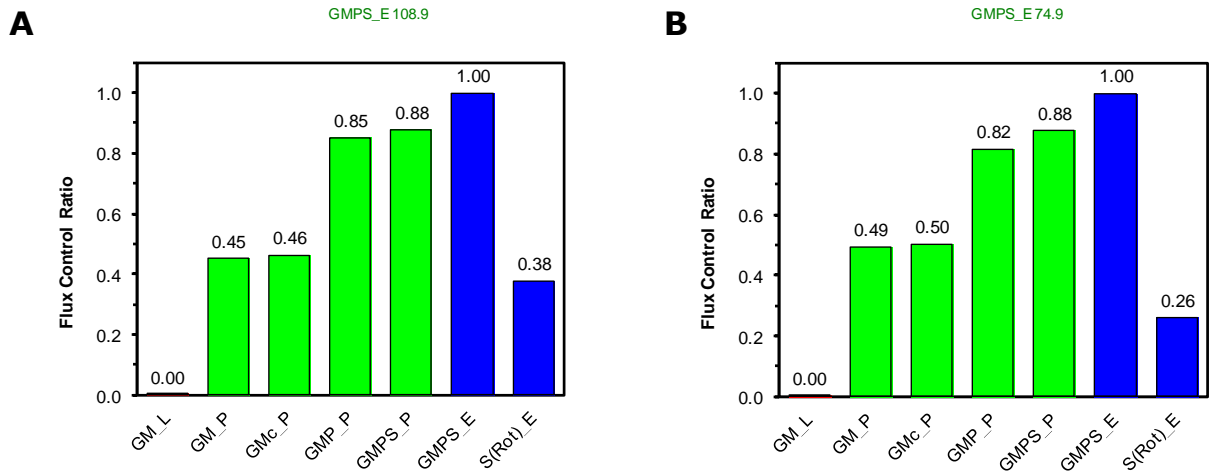 A
GMPS_E 108.9
Flux Control Ratio
1.0
0.8
0.6
0.4
0.2
0.0
0.00
0.45
0.46
0.85
0.88
1.00
0.38
GM_L
GM_P
GMc_P
GMP_P
GMPS_P
GMPS_E
S(Rot)_E
B
GMPS_E 74.9
Flux Control Ratio
1.0
0.8
0.6
0.4
0.2
0.0
0.00
0.49
0.50
0.82
0.88
1.00
0.26
GM_L
GM_P
GMc_P
GMP_P
GMPS_P
GMPS_E
S(Rot)_E